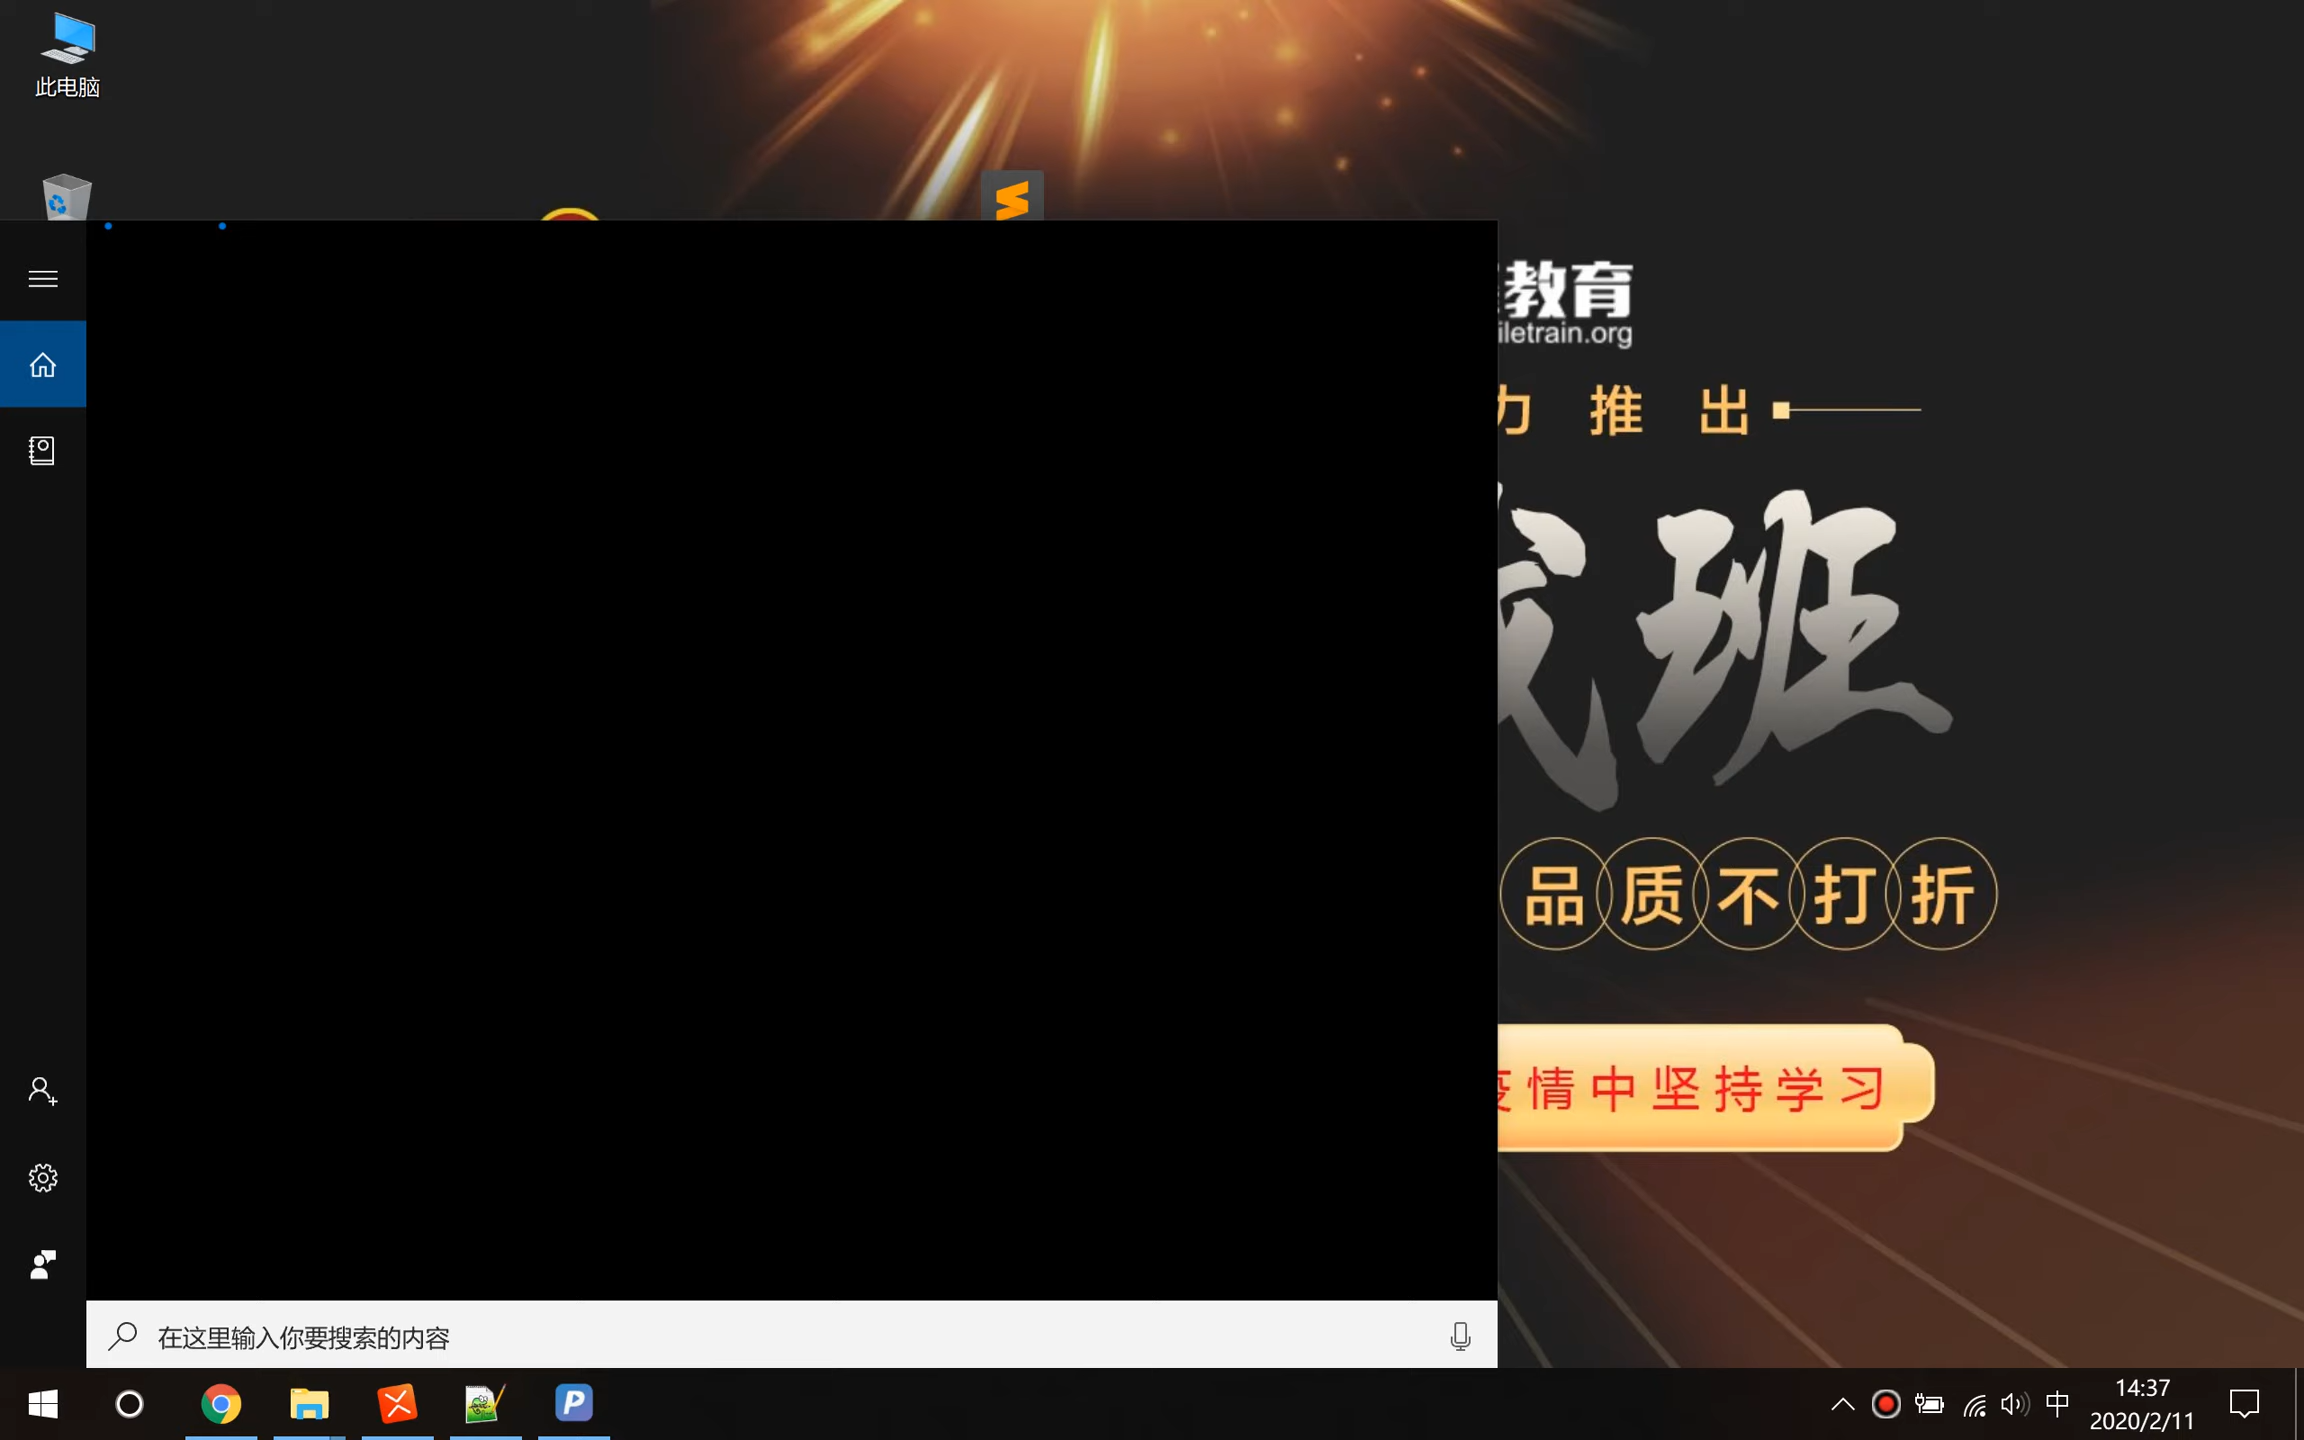 此电脑
教育
iletrain.org
力 推 出
班
品质不打折
情中坚持学习
在这里输入你要搜索的内容
P
中
14:37
2020/2/11